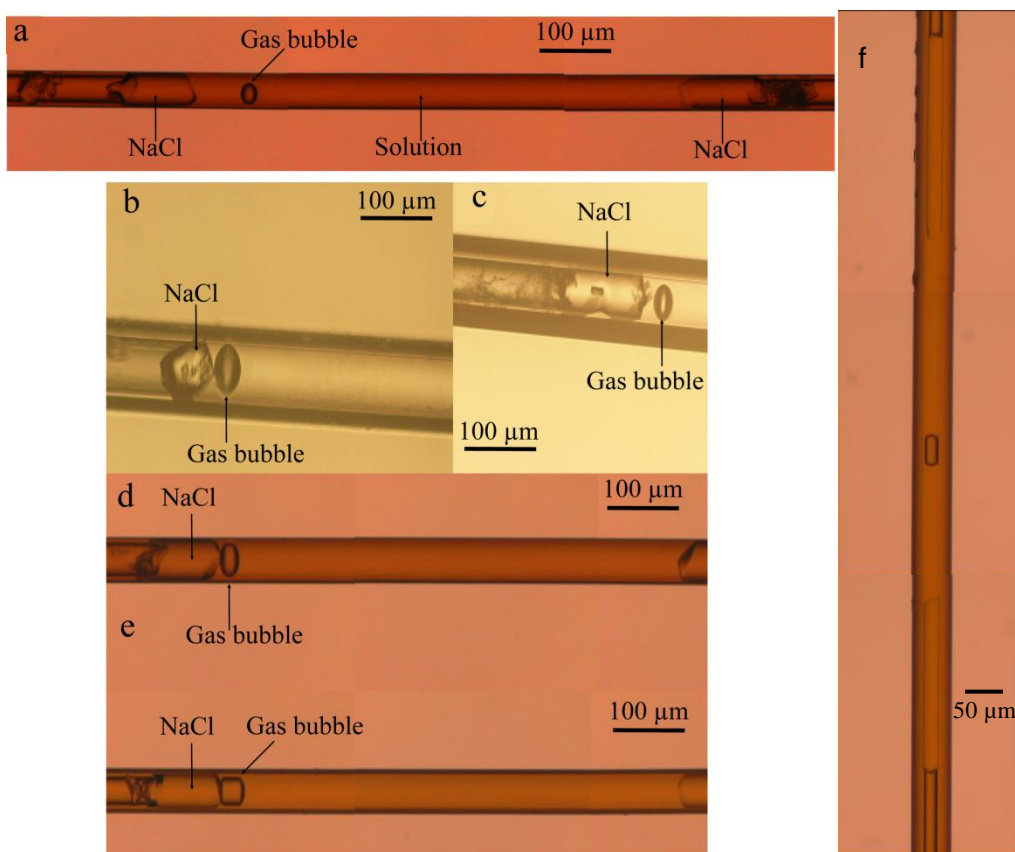 a
Gas bubble
100 µm
NaCl
Solution
NaCl
b
100 µm
NaCl
Gas bubble
c
NaCl
Gas bubble
100 µm
d
NaCl
100 µm
Gas bubble
e
NaCl
Gas bubble
100 µm
f
50 µm